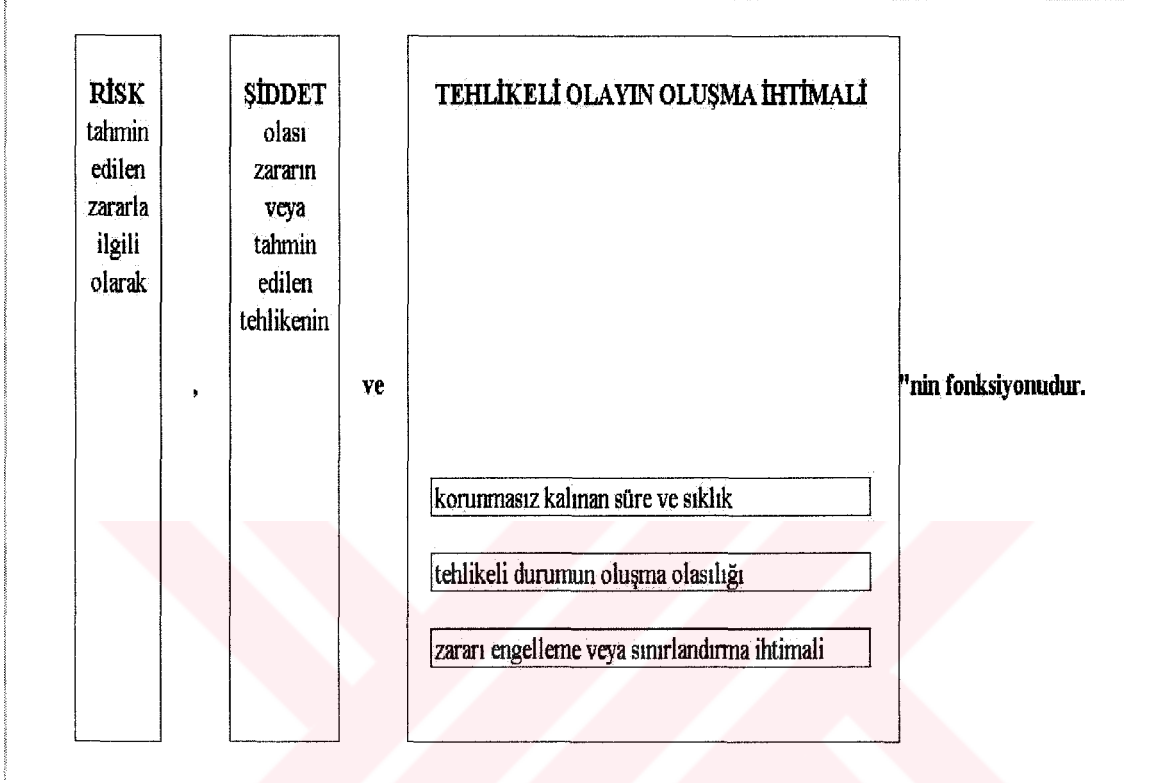 RİSK
tahmin
edilen
zararla
ilgili
olarak
,
ŞİDDET
olası
zararın
veya
tahmin
edilen
tehlikenin
ve
TEHLİKELİ OLAYIN OLUŞMA İHTİMALİ
korunmasız kalınan süre ve sıklık
tehlikeli durumun oluşma olasılığı
zararı engelleme veya sınırlandırma ihtimali
"nin fonksiyonudur.